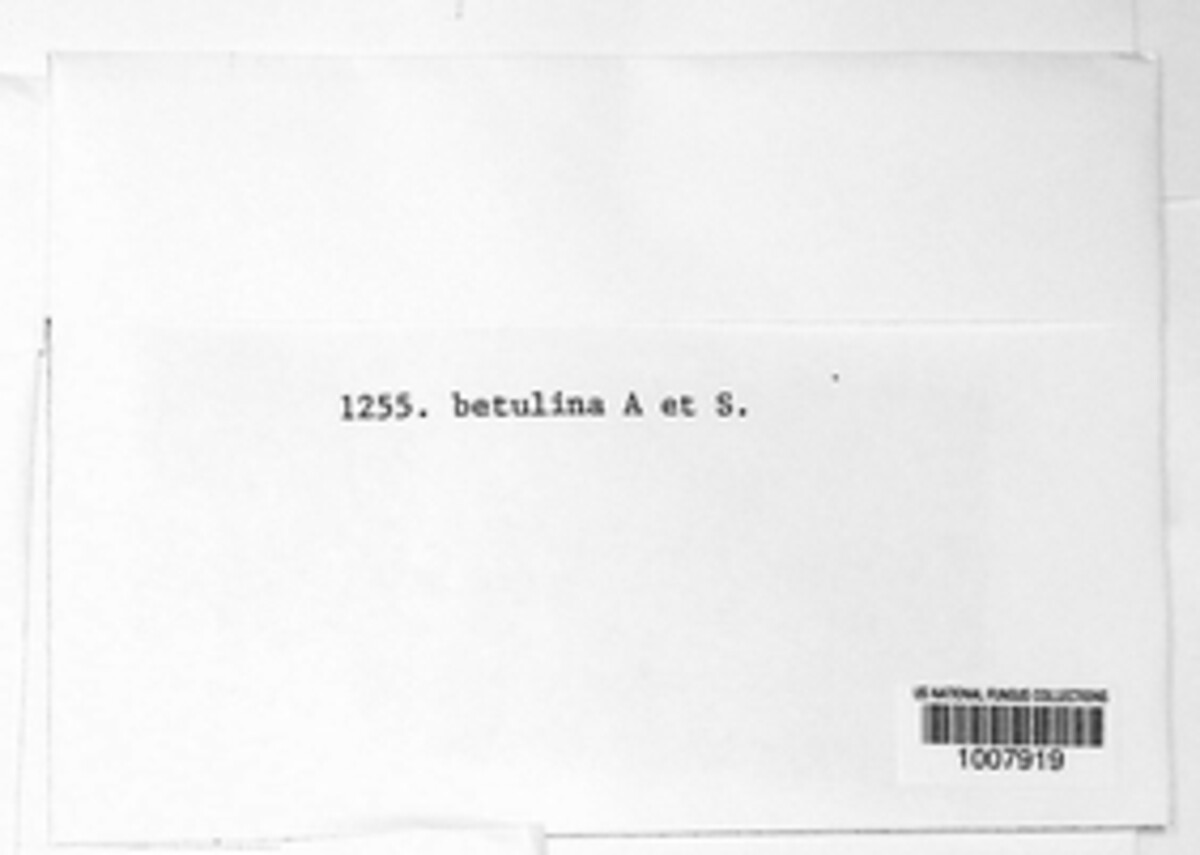 1255. betulina A et S.
US NATIONAL FUNGUS COLLECTIONS
1007919